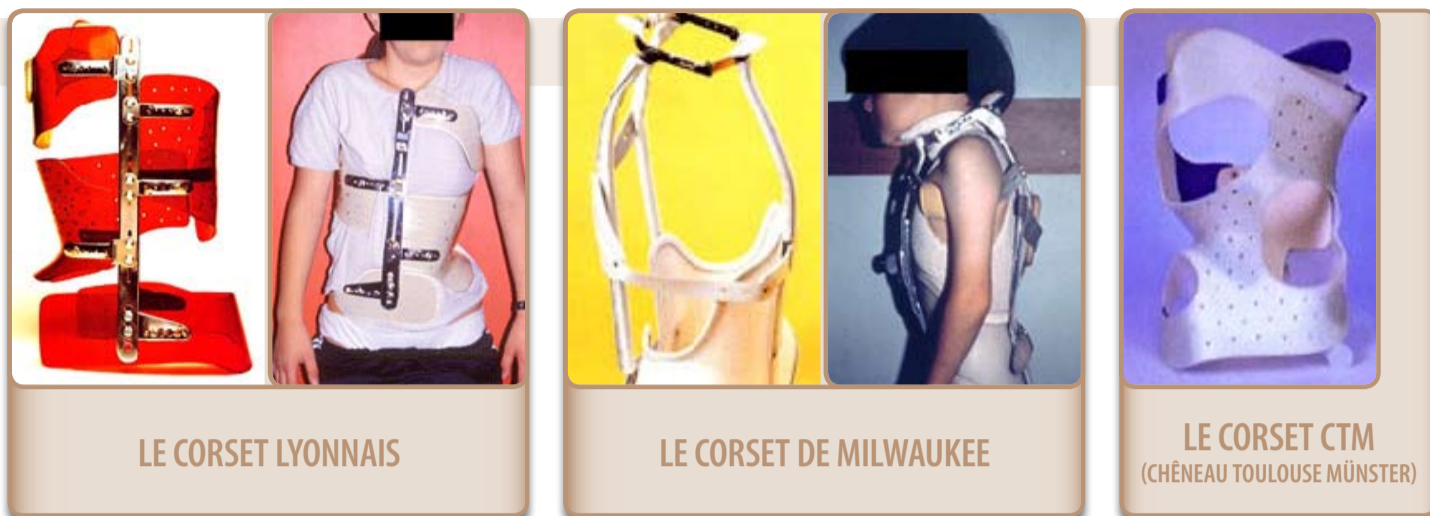 LE CORSET LYONNAIS
LE CORSET DE MILWAUKEE
LE CORSET CTM
(CHÊNEAU TOULOUSE MÜNSTER)